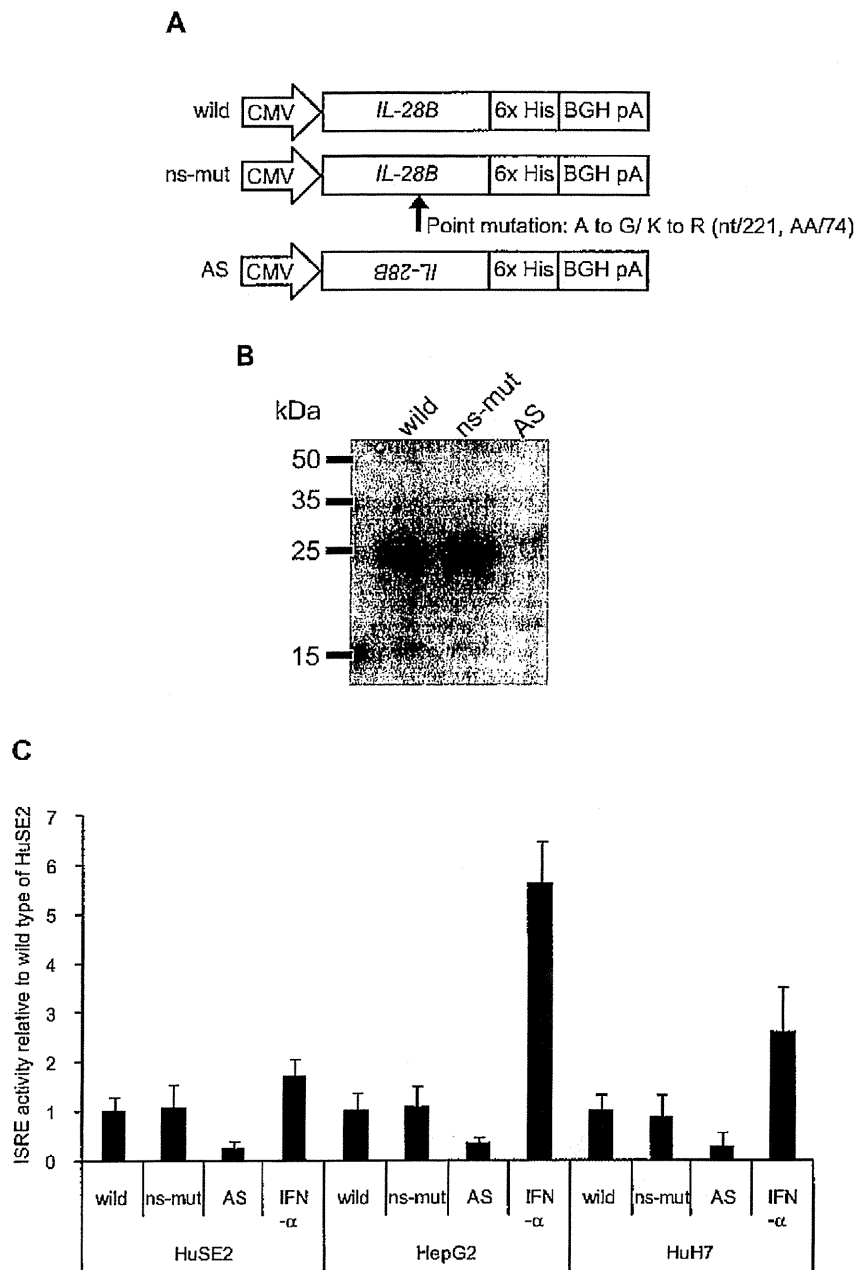 A
wild CMV IL-28B 6x His BGH pA
ns-mut CMV IL-28B 6x His BGH pA
Point mutation: A to G/ K to R (nt/221, AA/74)
AS CMV IL-28B 6x His BGH pA
B
kDa wild ns-mut AS
50
35
25
15
C
ISRE activity relative to wild type of HuSE2
7
6
5
4
3
2
1
0
wild ns-mut AS IFN-α wild ns-mut AS IFN-α wild ns-mut AS IFN-α
HuSE2 HepG2 HuH7